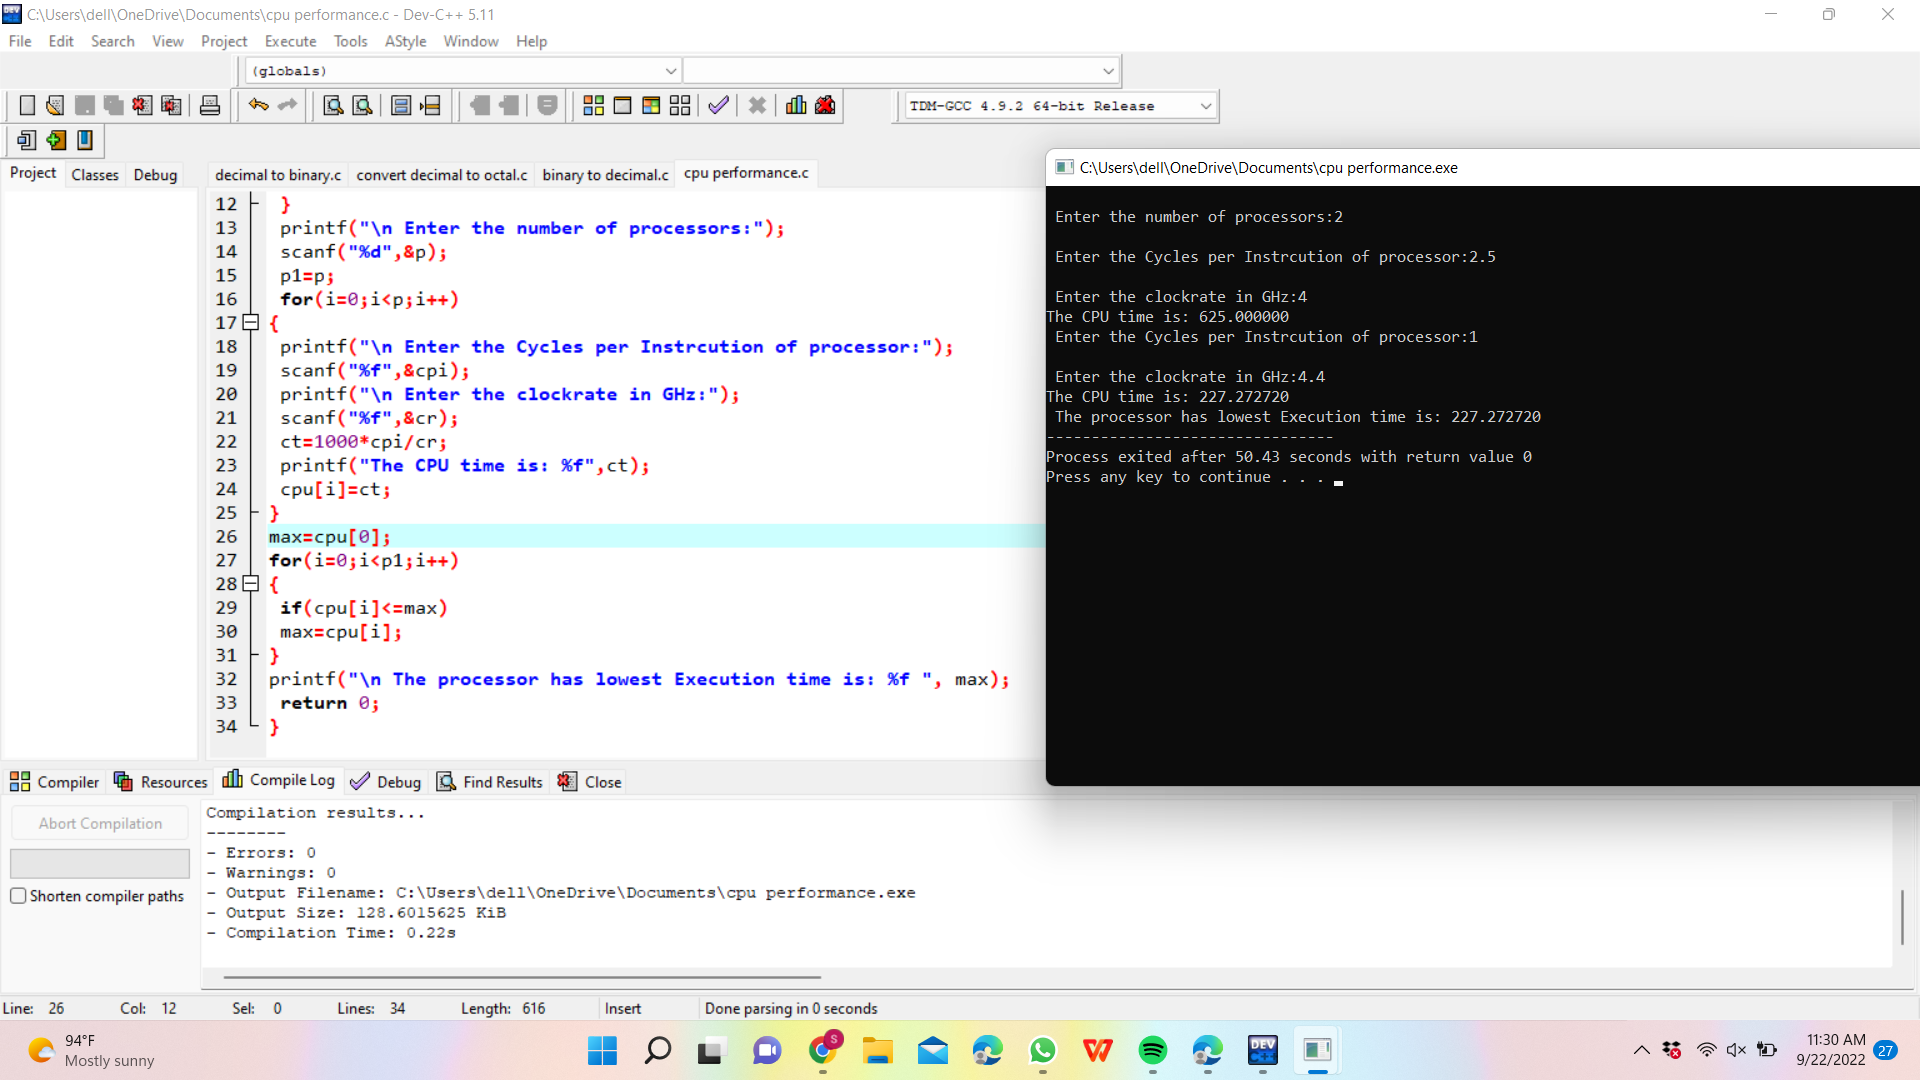 C:\Users\dell\OneDrive\Documents\cpu performance.c - Dev-C++ 5.11
File Edit Search View Project Execute Tools AStyle Window Help
(globals)
TDM-GCC 4.9.2 64-bit Release
Project Classes Debug
decimal to binary.c convert decimal to octal.c binary to decimal.c cpu performance.c
12 }
13 printf("\n Enter the number of processors:");
14 scanf("%d",&p);
15 p1=p;
16 for(i=0;i<p;i++)
17 {
18 printf("\n Enter the Cycles per Instrcution of processor:");
19 scanf("%f",&cpi);
20 printf("\n Enter the clockrate in GHz:");
21 scanf("%f",&cr);
22 ct=1000*cpi/cr;
23 printf("The CPU time is: %f",ct);
24 cpu[i]=ct;
25 }
26 max=cpu[0];
27 for(i=0;i<p1;i++)
28 {
29 if(cpu[i]<=max)
30 max=cpu[i];
31 }
32 printf("\n The processor has lowest Execution time is: %f ", max);
33 return 0;
34 }
C:\Users\dell\OneDrive\Documents\cpu performance.exe
Enter the number of processors:2
Enter the Cycles per Instrcution of processor:2.5
Enter the clockrate in GHz:4
The CPU time is: 625.000000
Enter the Cycles per Instrcution of processor:1
Enter the clockrate in GHz:4.4
The CPU time is: 227.272720
The processor has lowest Execution time is: 227.272720
--------------------------------
Process exited after 50.43 seconds with return value 0
Press any key to continue . . .
Compiler Resources Compile Log Debug Find Results Close
Abort Compilation
Shorten compiler paths
Compilation results...
--------
- Errors: 0
- Warnings: 0
- Output Filename: C:\Users\dell\OneDrive\Documents\cpu performance.exe
- Output Size: 128.6015625 KiB
- Compilation Time: 0.22s
Line: 26 Col: 12 Sel: 0 Lines: 34 Length: 616 Insert Done parsing in 0 seconds
94°F
Mostly sunny
S
DEV
C++
11:30 AM
9/22/2022
27